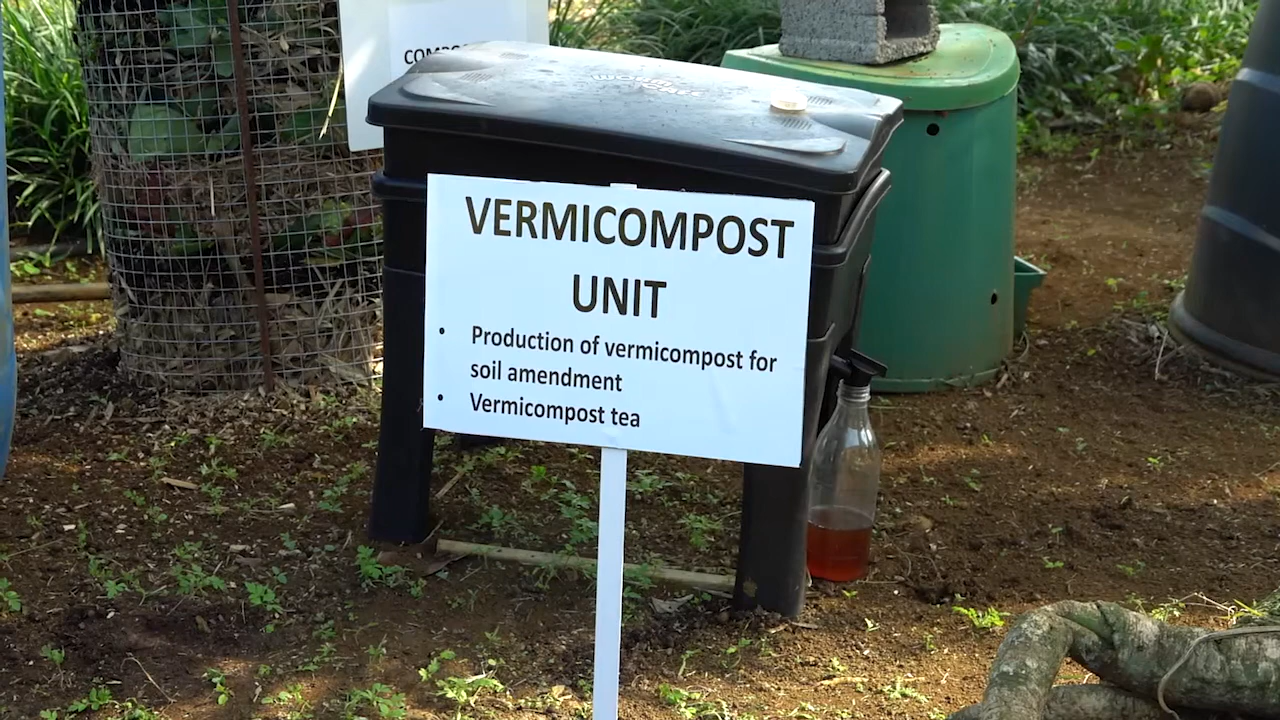 VERMICOMPOST
UNIT
• Production of vermicompost for
soil amendment
• Vermicompost tea